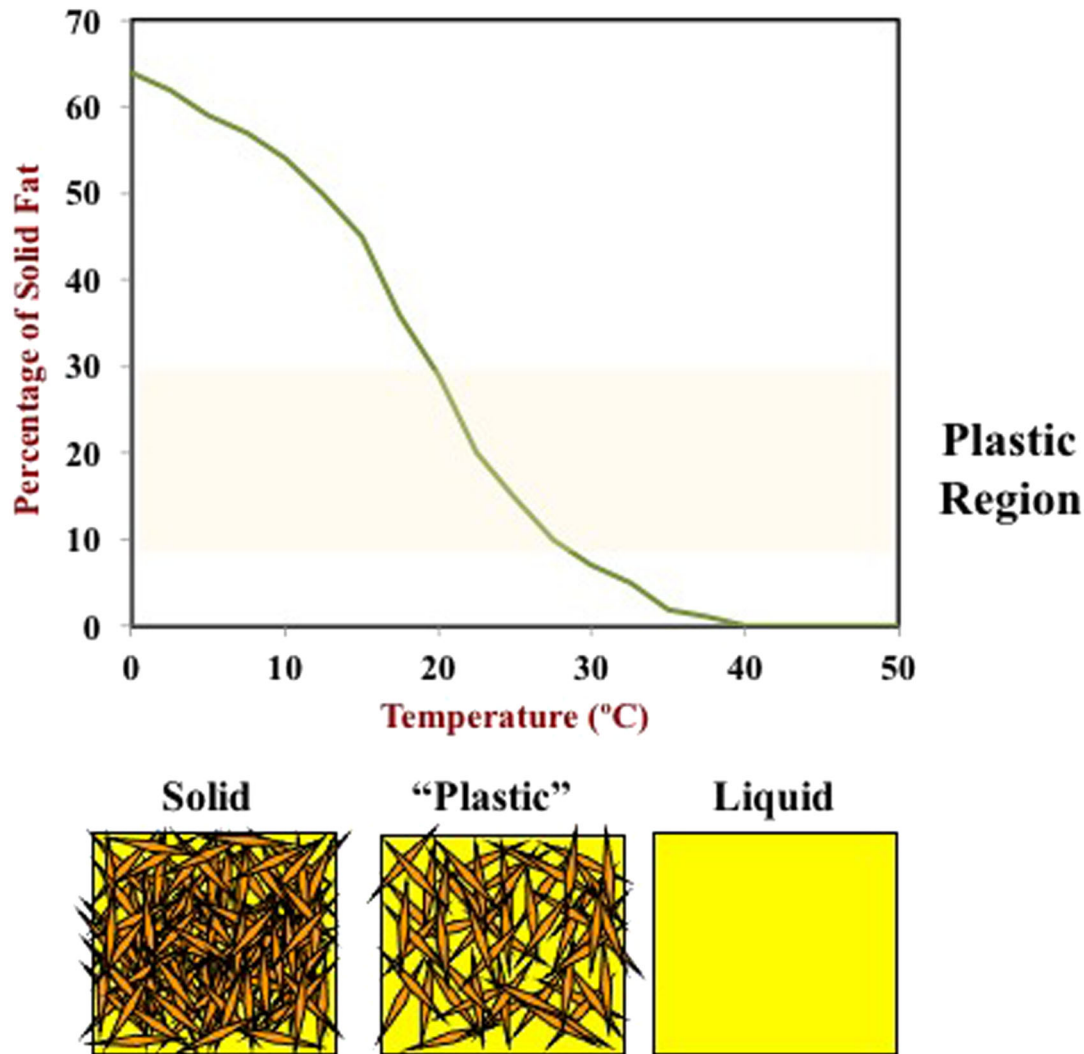 70
60
50
40
30
20
10
0
Percentage of Solid Fat
Plastic
Region
0 10 20 30 40 50
Temperature (ºC)
Solid “Plastic” Liquid